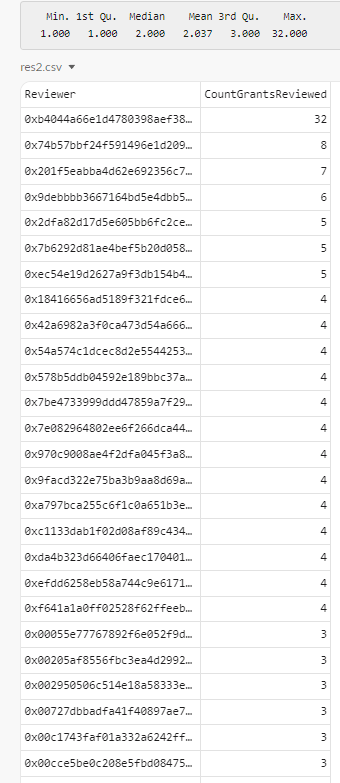 Min. 1st Qu. Median Mean 3rd Qu. Max.
1.000 1.000 2.000 2.037 3.000 32.000
res2.csv
Reviewer CountGrantsReviewed
0xb4044a66e1d4780398aef38… 32
0x74b57bbf24f591496e1d209… 8
0x201f5eabba4d62e692356c7… 7
0x9debbbb3667164bd5e4dbb5… 6
0x2dfa82d17d5e605bb6fc2ce… 5
0x7b6292d81ae4bef5b20d058… 5
0xec54e19d2627a9f3db154b4… 5
0x18416656ad5189f321fdce6… 4
0x42a6982a3f0ca473d54a666… 4
0x54a574c1dcec8d2e5544253… 4
0x578b5ddb04592e189bbc37a… 4
0x7be4733999ddd47859a7f29… 4
0x7e082964802ee6f266dca44… 4
0x970c9008ae4f2dfa045f3a8… 4
0x9facd322e75ba3b9aa8d69a… 4
0xa797bca255c6f1c0a651b3e… 4
0xc1133dab1f02d08af89c434… 4
0xda4b323d66406faec170401… 4
0xefdd6258eb58a744c9e6171… 4
0xf641a1a0ff02528f62ffeeb… 4
0x00055e77767892f6e052f9d… 3
0x00205af8556fbc3ea4d2992… 3
0x002950506c514e18a58333e… 3
0x00727dbbadfa41f40897ae7… 3
0x00c1743faf01a332a6242ff… 3
0x00cce5be0c208e5fbd08475… 3